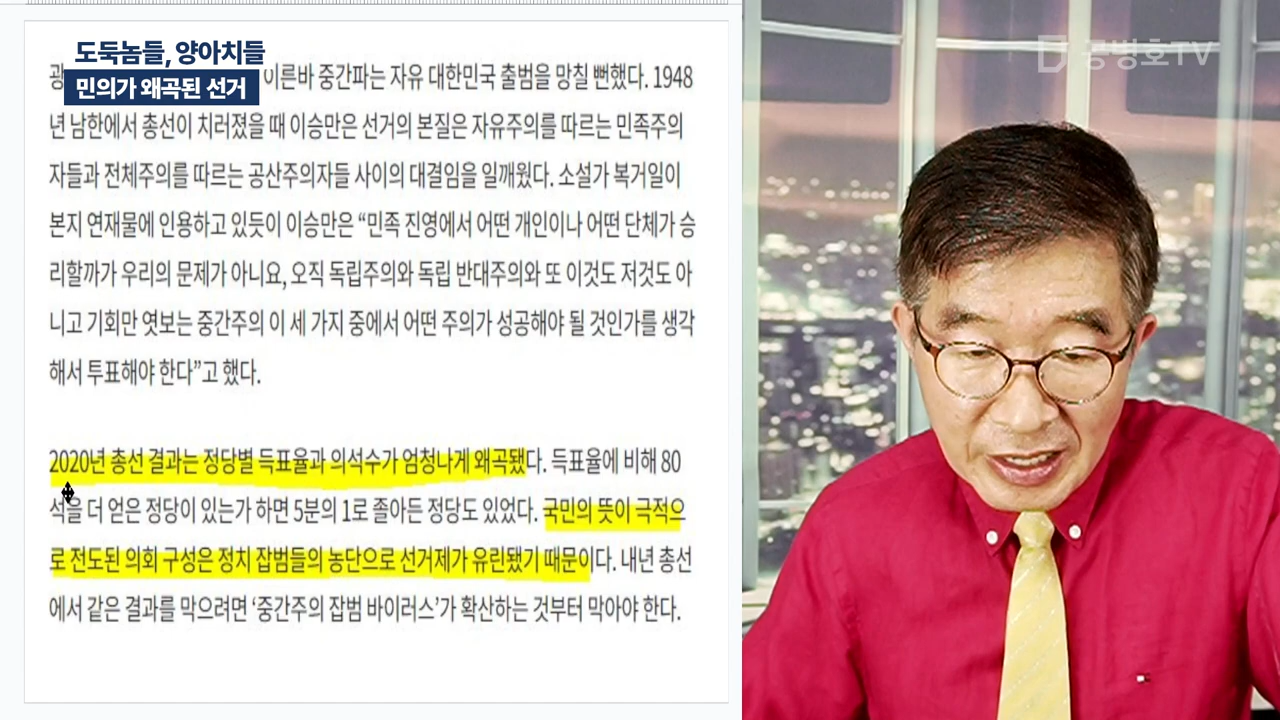 도둑놈들, 양아치들
민의가 왜곡된 선거
공병호TV
광 이른바 중간파는 자유 대한민국 출범을 망칠 뻔했다. 1948
년 남한에서 총선이 치러졌을 때 이승만은 선거의 본질은 자유주의를 따르는 민족주의
자들과 전체주의를 따르는 공산주의자들 사이의 대결임을 일깨웠다. 소설가 복거일이
본지 연재물에 인용하고 있듯이 이승만은 “민족 진영에서 어떤 개인이나 어떤 단체가 승
리할까가 우리의 문제가 아니요, 오직 독립주의와 독립 반대주의와 또 이것도 저것도 아
니고 기회만 엿보는 중간주의 이 세 가지 중에서 어떤 주의가 성공해야 될 것인가를 생각
해서 투표해야 한다”고 했다.
2020년 총선 결과는 정당별 득표율과 의석수가 엄청나게 왜곡됐다. 득표율에 비해 80
석을 더 얻은 정당이 있는가 하면 5분의 1로 졸아든 정당도 있었다. 국민의 뜻이 극적으
로 전도된 의회 구성은 정치 잡범들의 농단으로 선거제가 유린됐기 때문이다. 내년 총선
에서 같은 결과를 막으려면 ‘중간주의 잡범 바이러스’가 확산하는 것부터 막아야 한다.